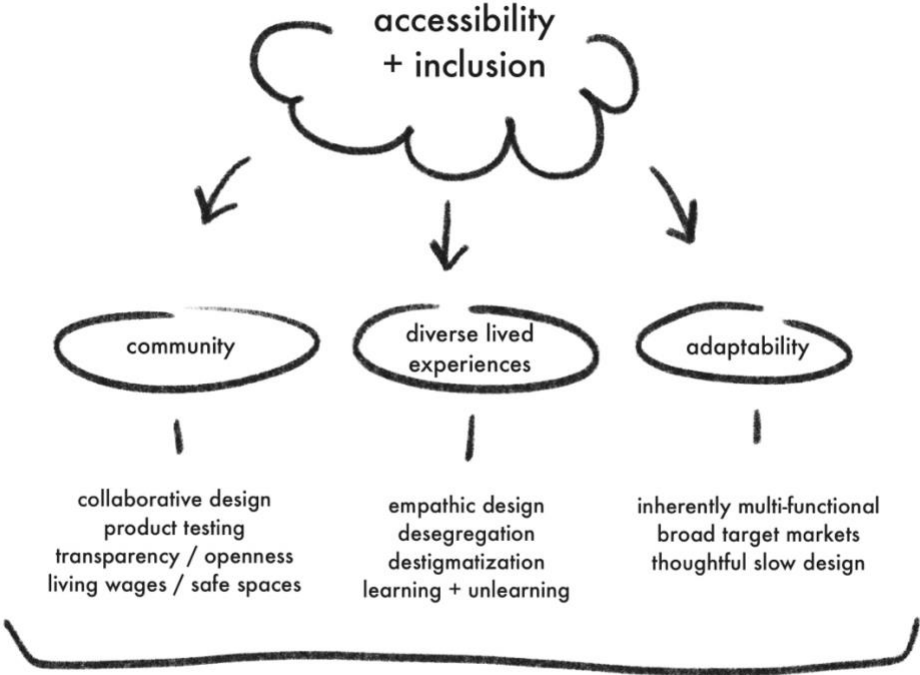 accessibility
+ inclusion
community
diverse lived
experiences
adaptability
collaborative design
product testing
transparency / openness
living wages / safe spaces
empathic design
desegregation
destigmatization
learning + unlearning
inherently multi-functional
broad target markets
thoughtful slow design